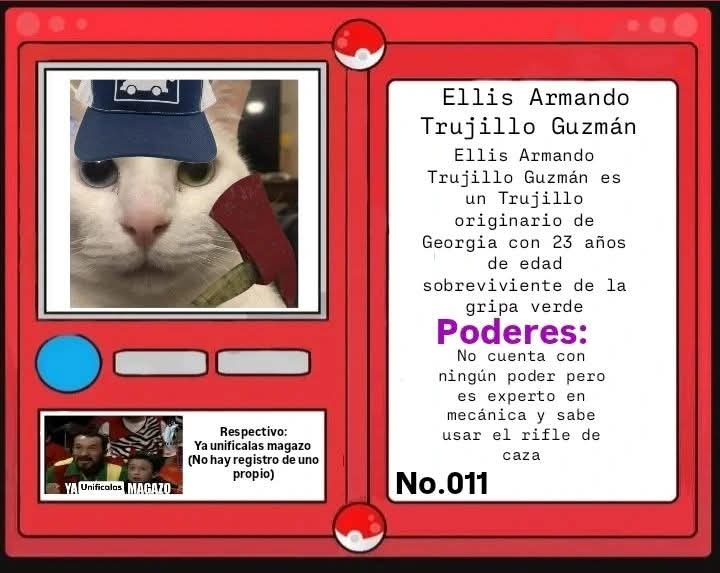 Ellis Armando
Trujillo Guzmán
Ellis Armando
Trujillo Guzmán es
un Trujillo
originario de
Georgia con 23 años
de edad
sobreviviente de la
gripa verde
Poderes:
No cuenta con
ningún poder pero
es experto en
mecánica y sabe
usar el rifle de
caza
No.011
Respectivo:
Ya unificalas magazo
(No hay registro de uno
propio)
YA Unificalas MAGAZO